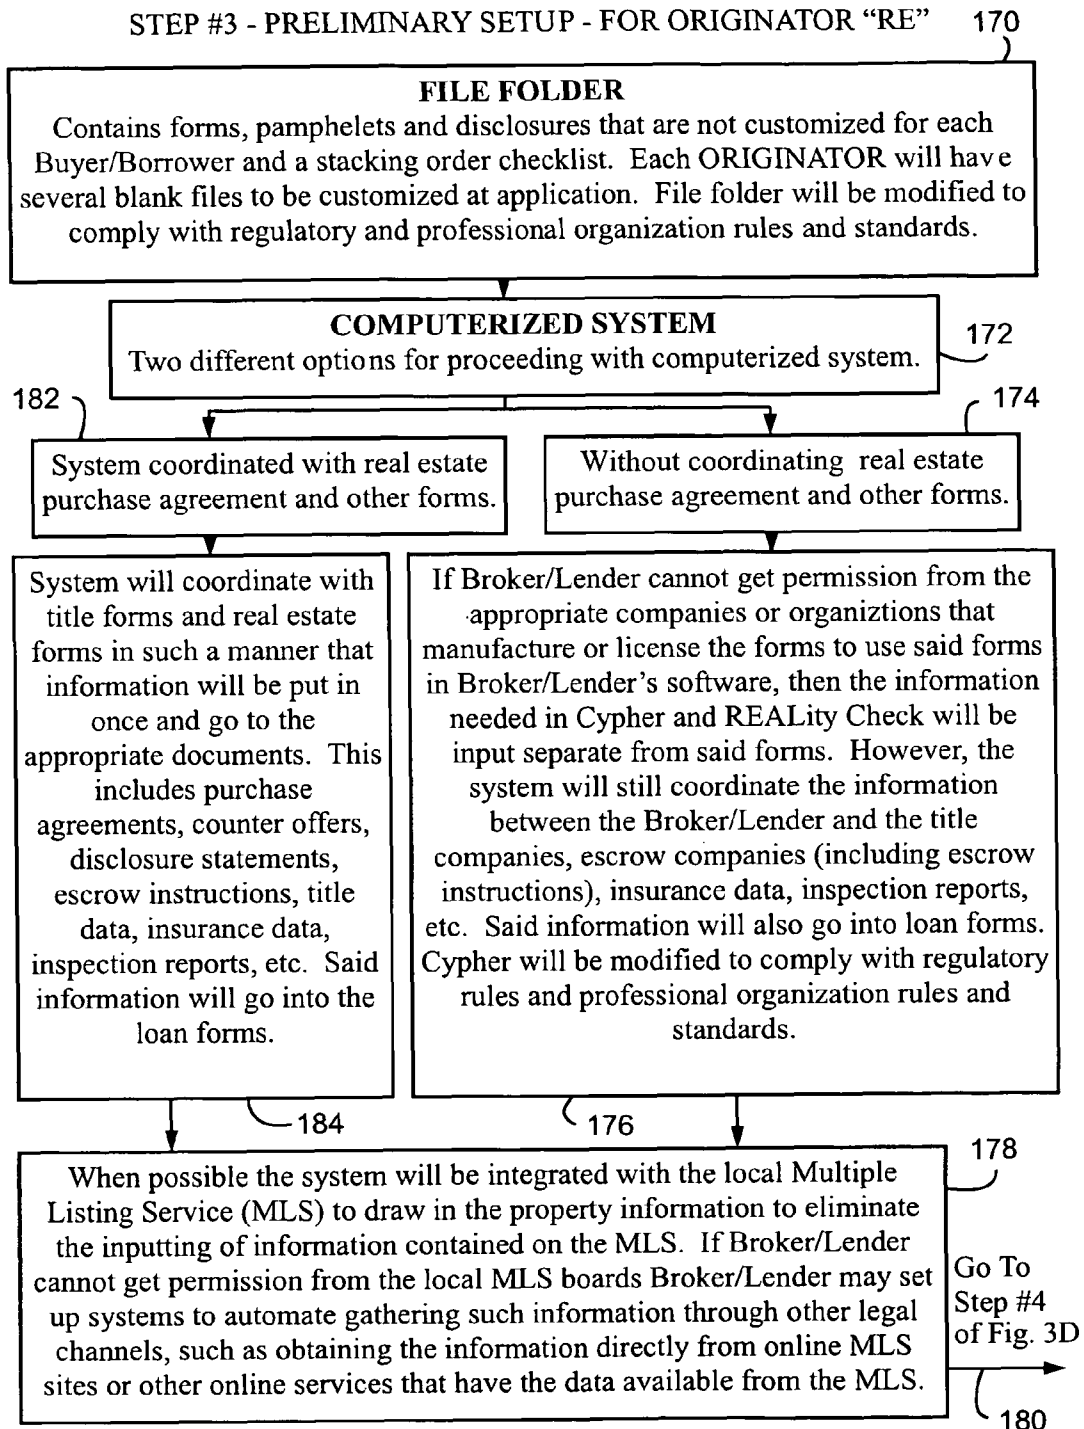 STEP #3 - PRELIMINARY SETUP - FOR ORIGINATOR “RE”
170
FILE FOLDER
Contains forms, pamphelets and disclosures that are not customized for each
Buyer/Borrower and a stacking order checklist. Each ORIGINATOR will have
several blank files to be customized at application. File folder will be modified to
comply with regulatory and professional organization rules and standards.
COMPUTERIZED SYSTEM
Two different options for proceeding with computerized system.
172
182
System coordinated with real estate
purchase agreement and other forms.
174
Without coordinating real estate
purchase agreement and other forms.
System will coordinate with
title forms and real estate
forms in such a manner that
information will be put in
once and go to the
appropriate documents. This
includes purchase
agreements, counter offers,
disclosure statements,
escrow instructions, title
data, insurance data,
inspection reports, etc. Said
information will go into the
loan forms.
184
If Broker/Lender cannot get permission from the
appropriate companies or organiztions that
manufacture or license the forms to use said forms
in Broker/Lender’s software, then the information
needed in Cypher and REALity Check will be
input separate from said forms. However, the
system will still coordinate the information
between the Broker/Lender and the title
companies, escrow companies (including escrow
instructions), insurance data, inspection reports,
etc. Said information will also go into loan forms.
Cypher will be modified to comply with regulatory
rules and professional organization rules and
standards.
176
When possible the system will be integrated with the local Multiple
Listing Service (MLS) to draw in the property information to eliminate
the inputting of information contained on the MLS. If Broker/Lender
cannot get permission from the local MLS boards Broker/Lender may set
up systems to automate gathering such information through other legal
channels, such as obtaining the information directly from online MLS
sites or other online services that have the data available from the MLS.
178
Go To
Step #4
of Fig. 3D
180